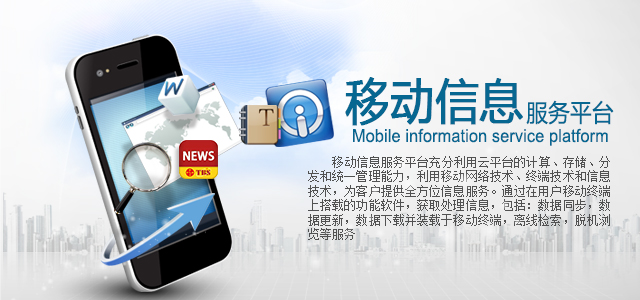 移动信息服务平台
Mobile information service platform
移动信息服务平台充分利用云平台的计算、存储、分
发和统一管理能力，利用移动网络技术、终端技术和信息
技术，为客户提供全方位信息服务。通过在用户移动终端
上搭载的功能软件，获取处理信息，包括：数据同步，数
据更新，数据下载并装载于移动终端，离线检索，脱机浏
览等服务
W
T
NEWS
TBS